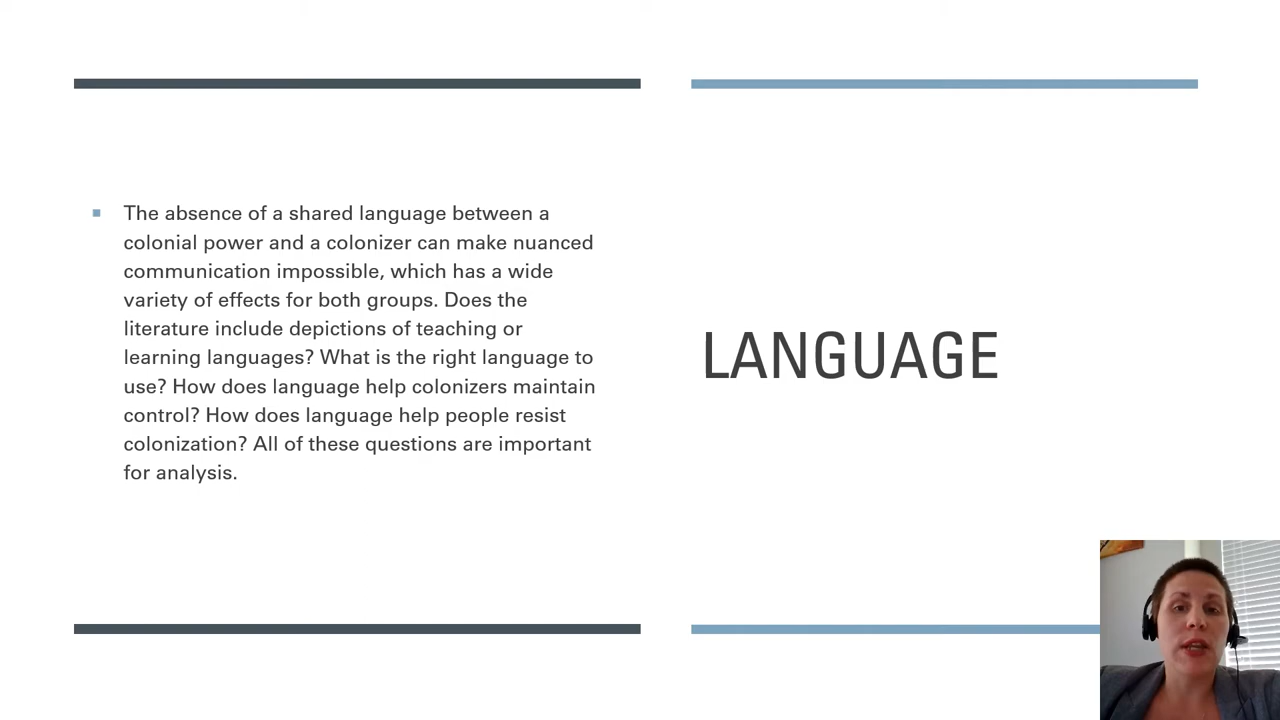 The absence of a shared language between a
colonial power and a colonizer can make nuanced
communication impossible, which has a wide
variety of effects for both groups. Does the
literature include depictions of teaching or
learning languages? What is the right language to
use? How does language help colonizers maintain
control? How does language help people resist
colonization? All of these questions are important
for analysis.
LANGUAGE